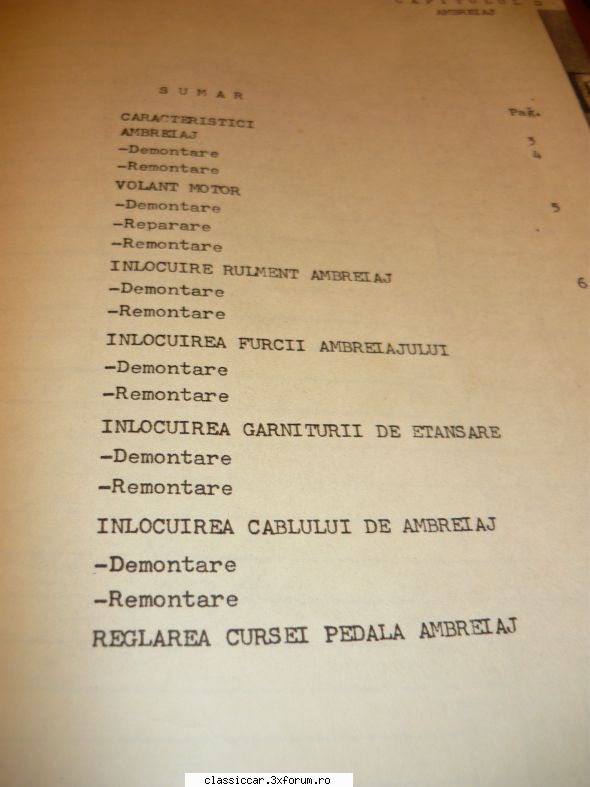 CAPITOLUL 5
AMBREIAJ
S U M A R
Pag.
CARACTERISTICI 3
AMBREIAJ 4
-Demontare
-Remontare
VOLANT MOTOR 5
-Demontare
-Reparare
-Remontare
INLOCUIRE RULMENT AMBREIAJ 6
-Demontare
-Remontare
INLOCUIREA FURCII AMBREIAJULUI
-Demontare
-Remontare
INLOCUIREA GARNITURII DE ETANSARE
-Demontare
-Remontare
INLOCUIREA CABLULUI DE AMBREIAJ
-Demontare
-Remontare
REGLAREA CURSEI PEDALA AMBREIAJ
classiccar.3xforum.ro